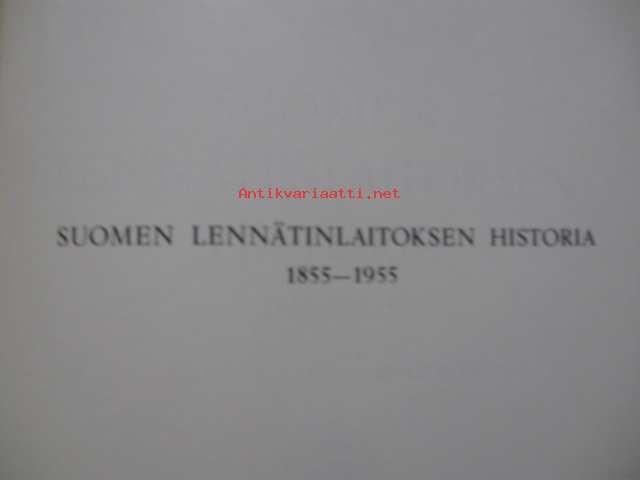 Antikvariaatti.net
SUOMEN LENNÄTINLAITOKSEN HISTORIA
1855—1955